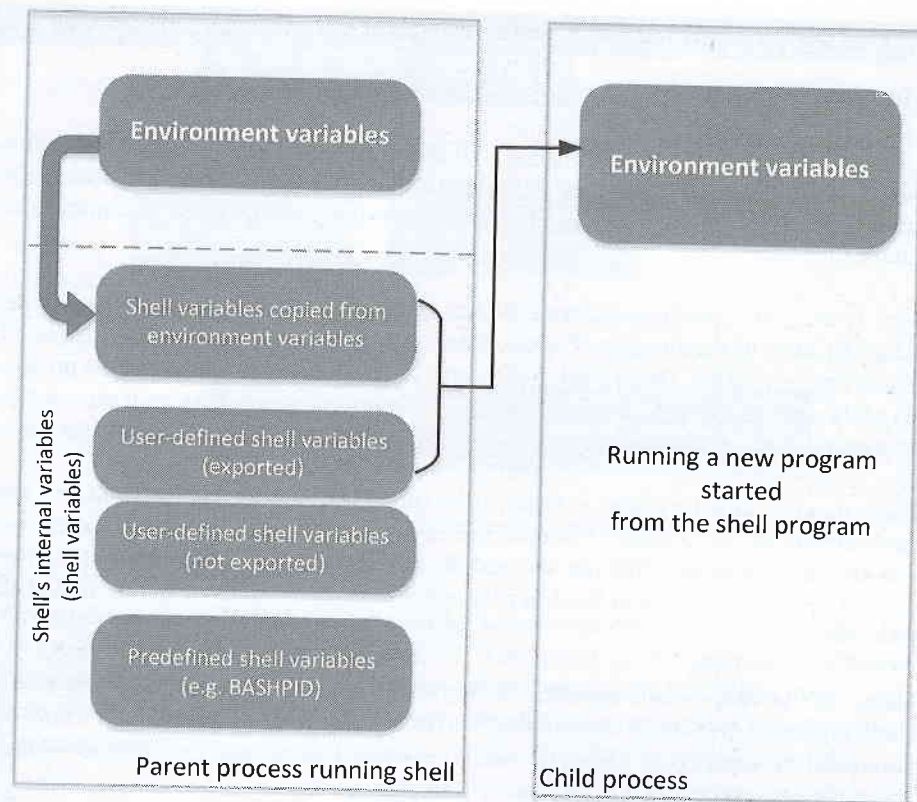 Environment variables
Shell variables copied from
environment variables
User-defined shell variables
(exported)
User-defined shell variables
(not exported)
Predefined shell variables
(e.g. BASHPID)
Shell's internal variables
(shell variables)
Parent process running shell
Environment variables
Running a new program
started
from the shell program
Child process